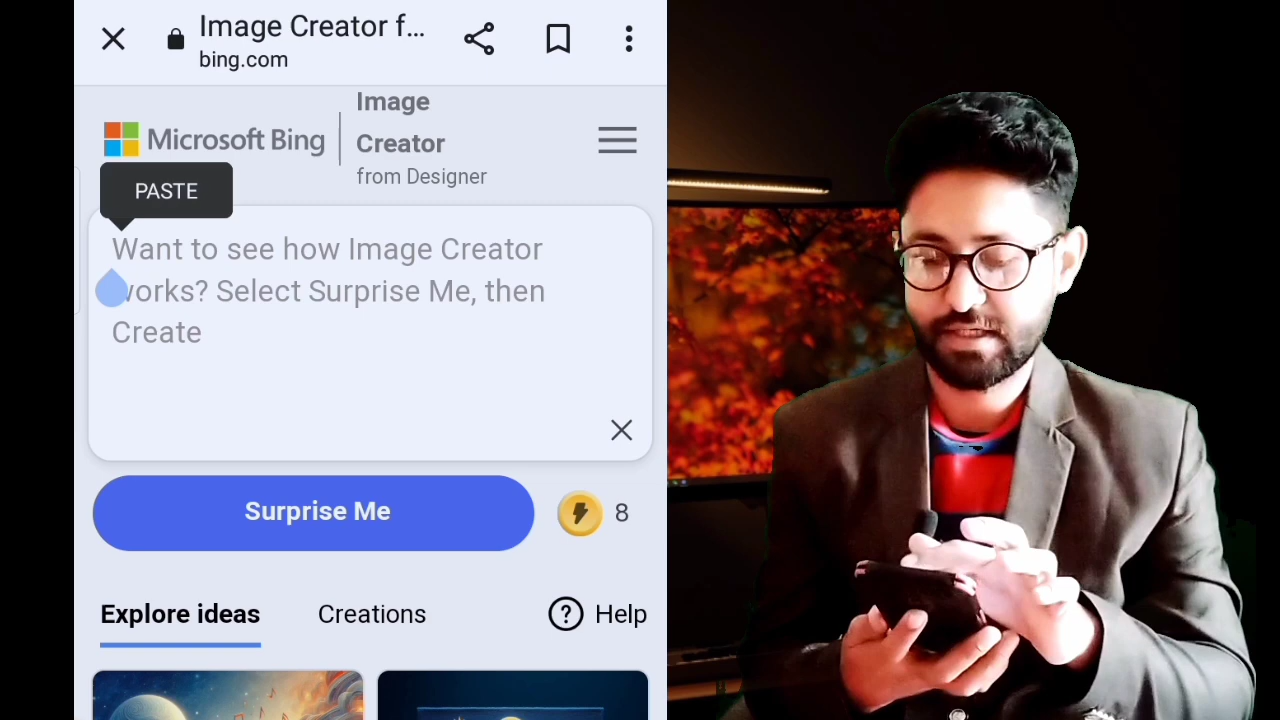 Image Creator f...
bing.com
Microsoft Bing
Image
Creator
from Designer
PASTE
Want to see how Image Creator
works? Select Surprise Me, then
Create
Surprise Me
8
Explore ideas
Creations
Help